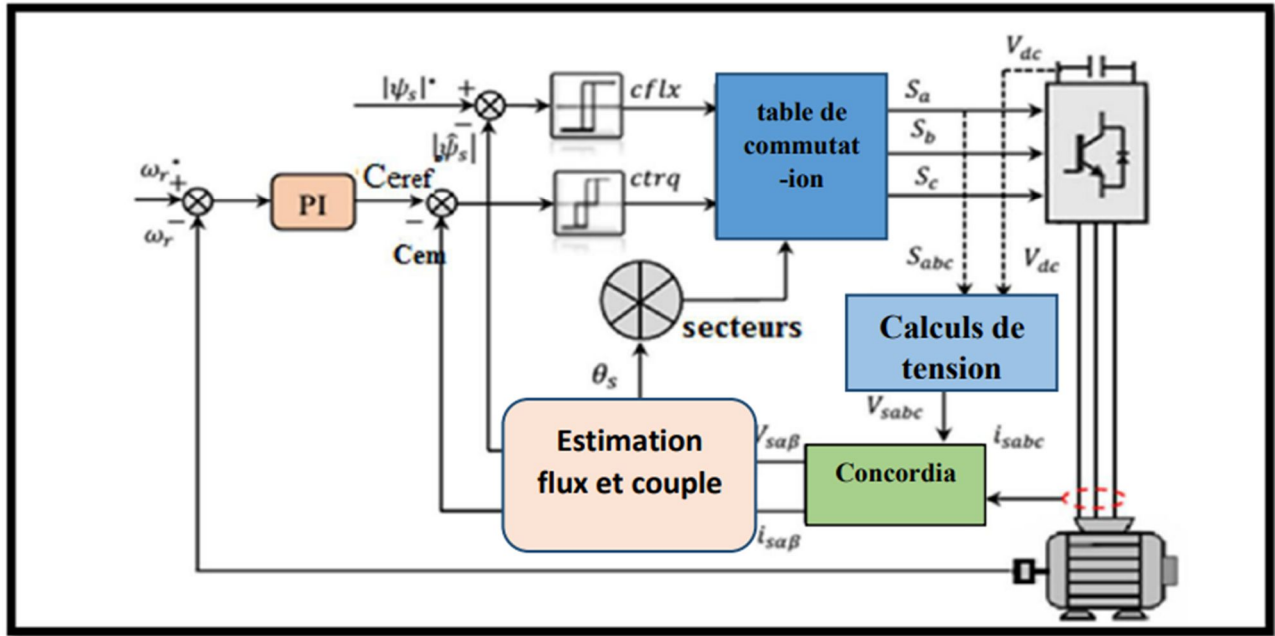 V_dc
|ψ_s|* + cflx
−
|ψ̂_s|
table de
commutat
-ion
S_a
S_b
S_c
ω_r* +
−
ω_r
PI
Ceref
−
Cem
ctrq
S_abc
V_dc
secteurs
Calculs de
tension
θ_s
V_sabc
i_sabc
Estimation
flux et couple
V_sαβ
Concordia
i_sαβ